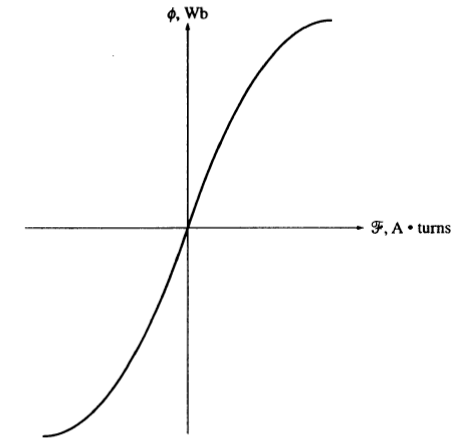 ϕ, Wb
ℱ, A • turns